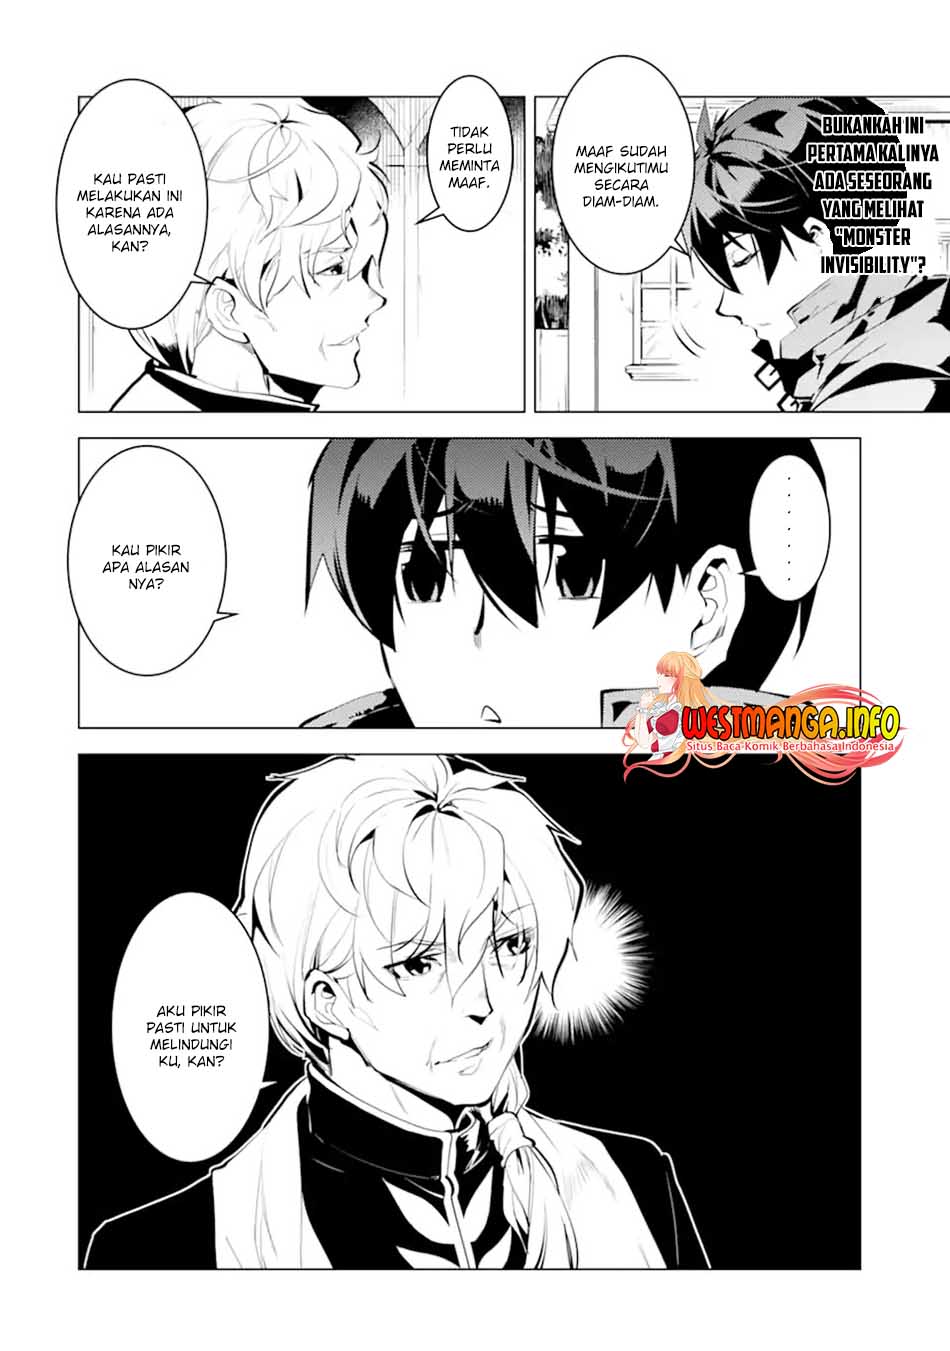 BUKANKAH INI
PERTAMA KALINYA
ADA SESEORANG
YANG MELIHAT
"MONSTER
INVISIBILITY"?
MAAF SUDAH
MENGIKUTIMU
SECARA
DIAM-DIAM.
TIDAK
PERLU
MEMINTA
MAAF.
KAU PASTI
MELAKUKAN INI
KARENA ADA
ALASANNYA,
KAN?
. . . . . . . .
KAU PIKIR
APA ALASAN
NYA?
WESTMANGA.INFO
Situs Baca Komik Berbahasa Indonesia
AKU PIKIR
PASTI UNTUK
MELINDUNGI
KU, KAN?